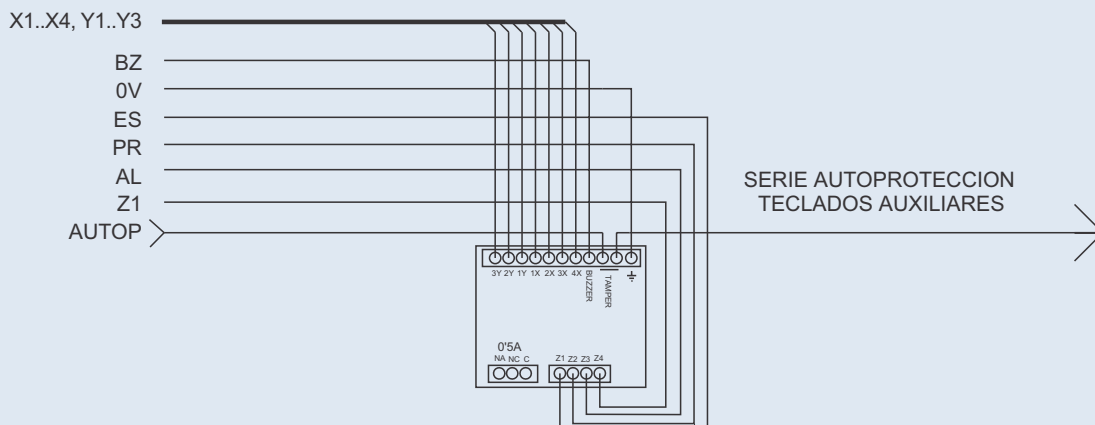 X1..X4, Y1..Y3
BZ
0V
ES
PR
AL
Z1
AUTOP
SERIE AUTOPROTECCION
TECLADOS AUXILIARES
3Y 2Y 1Y 1X 2X 3X 4X BUZZER TAMPER
0'5A
NA NC C
Z1 Z2 Z3 Z4